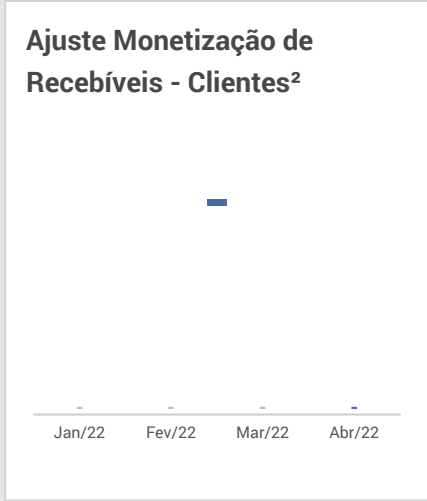 Ajuste Monetização de
Recebíveis - Clientes²
- - - -
Jan/22 Fev/22 Mar/22 Abr/22